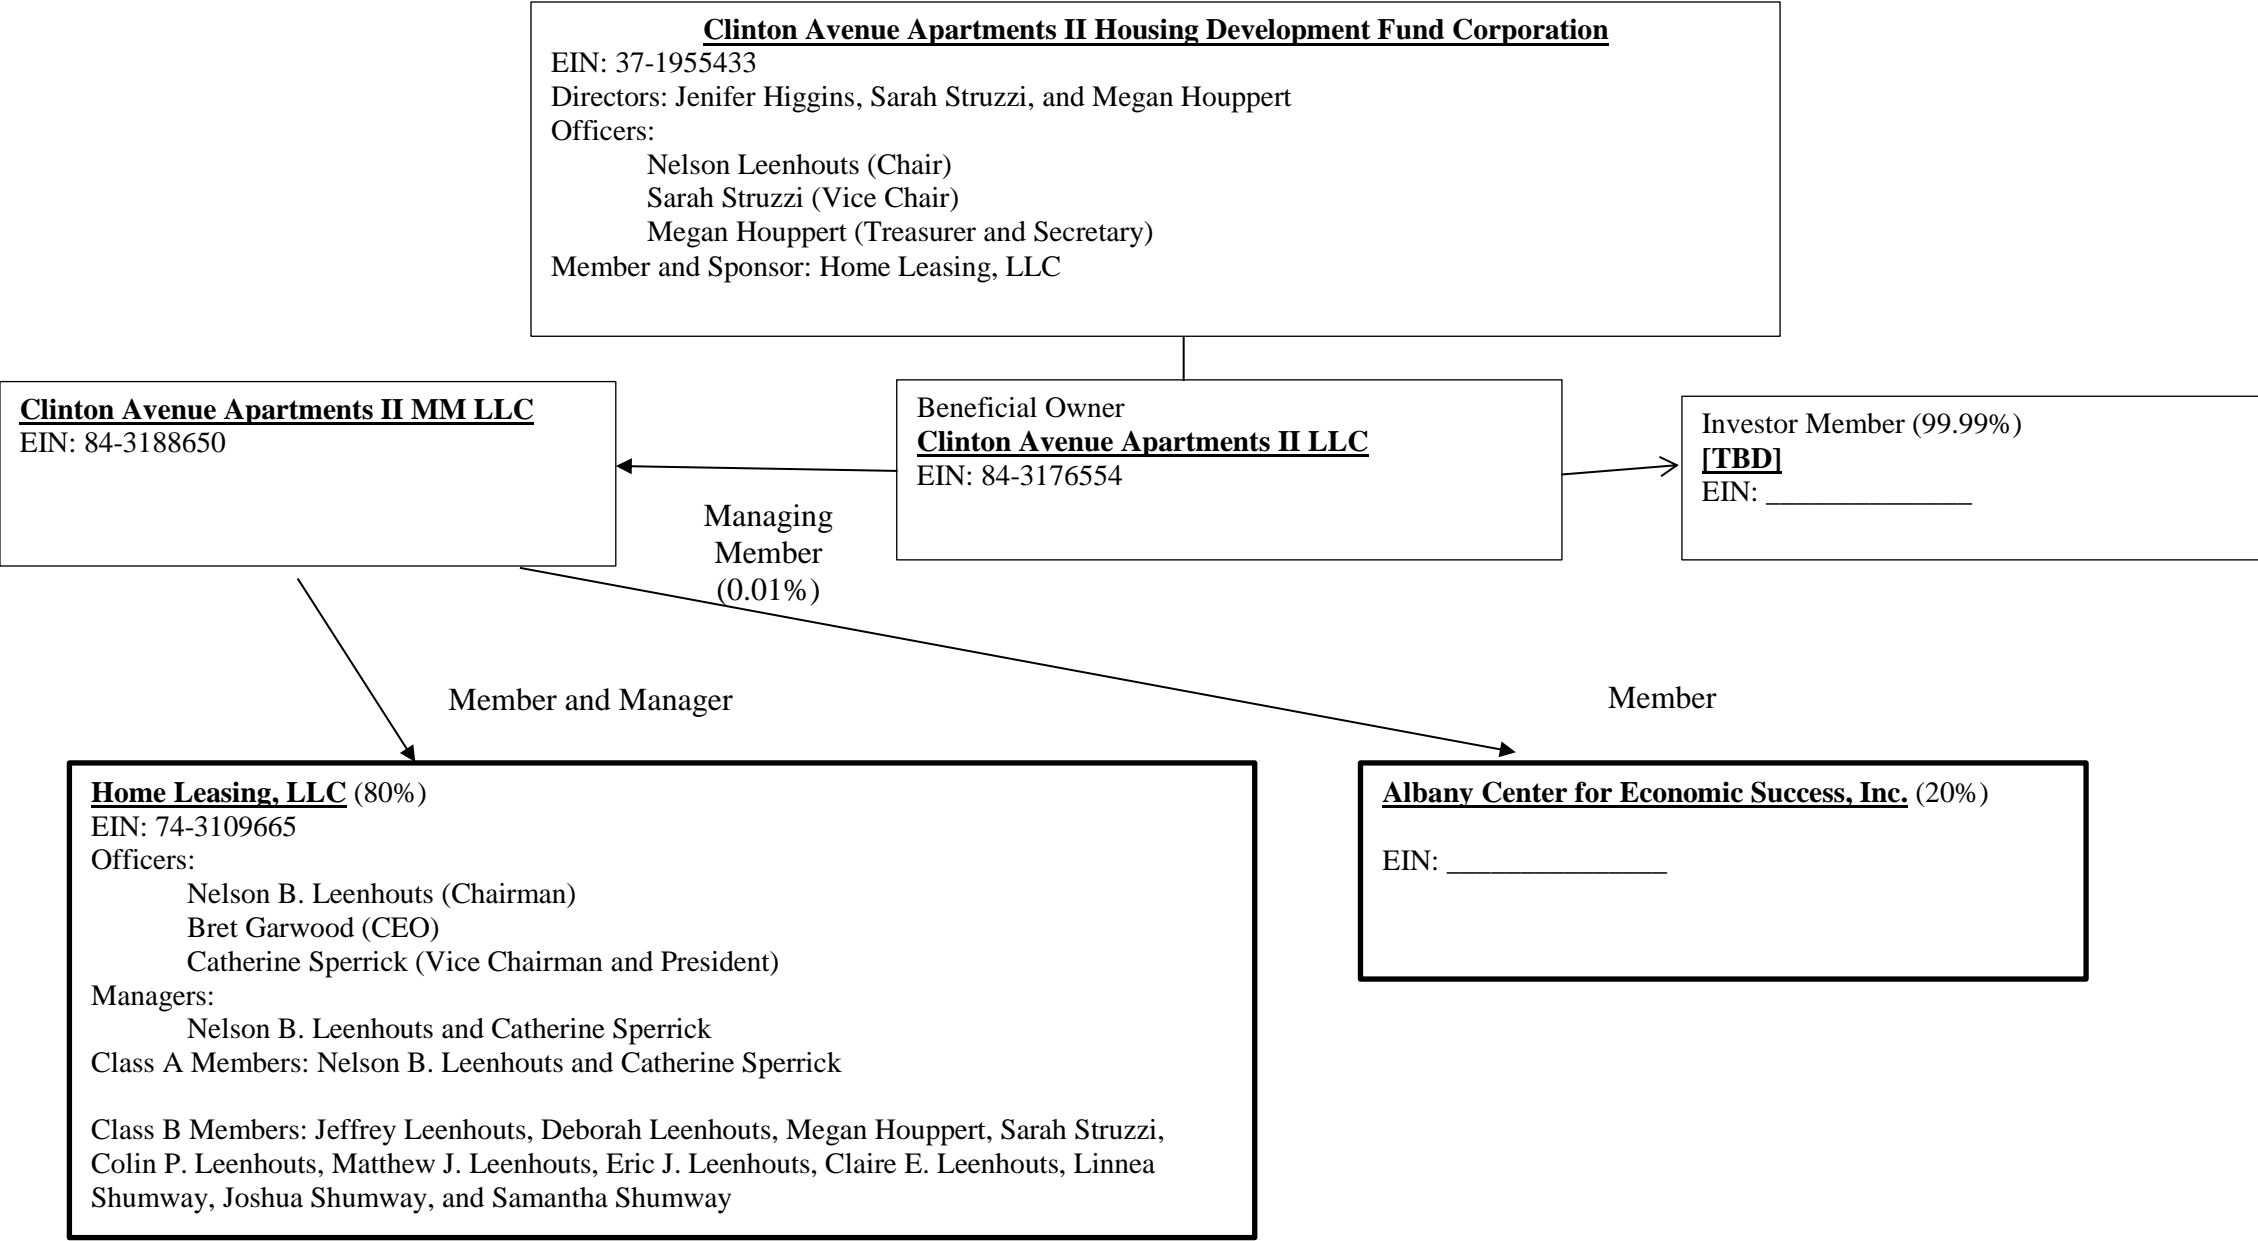 Clinton Avenue Apartments II Housing Development Fund Corporation
EIN: 37-1955433
Directors: Jenifer Higgins, Sarah Struzzi, and Megan Houppert
Officers:
Nelson Leenhouts (Chair)
Sarah Struzzi (Vice Chair)
Megan Houppert (Treasurer and Secretary)
Member and Sponsor: Home Leasing, LLC
Clinton Avenue Apartments II MM LLC
EIN: 84-3188650
Managing
Member
(0.01%)
Beneficial Owner
Clinton Avenue Apartments II LLC
EIN: 84-3176554
Investor Member (99.99%)
[TBD]
EIN: ______________
Member and Manager
Member
Home Leasing, LLC (80%)
EIN: 74-3109665
Officers:
Nelson B. Leenhouts (Chairman)
Bret Garwood (CEO)
Catherine Sperrick (Vice Chairman and President)
Managers:
Nelson B. Leenhouts and Catherine Sperrick
Class A Members: Nelson B. Leenhouts and Catherine Sperrick
Class B Members: Jeffrey Leenhouts, Deborah Leenhouts, Megan Houppert, Sarah Struzzi,
Colin P. Leenhouts, Matthew J. Leenhouts, Eric J. Leenhouts, Claire E. Leenhouts, Linnea
Shumway, Joshua Shumway, and Samantha Shumway
Albany Center for Economic Success, Inc. (20%)
EIN: _______________